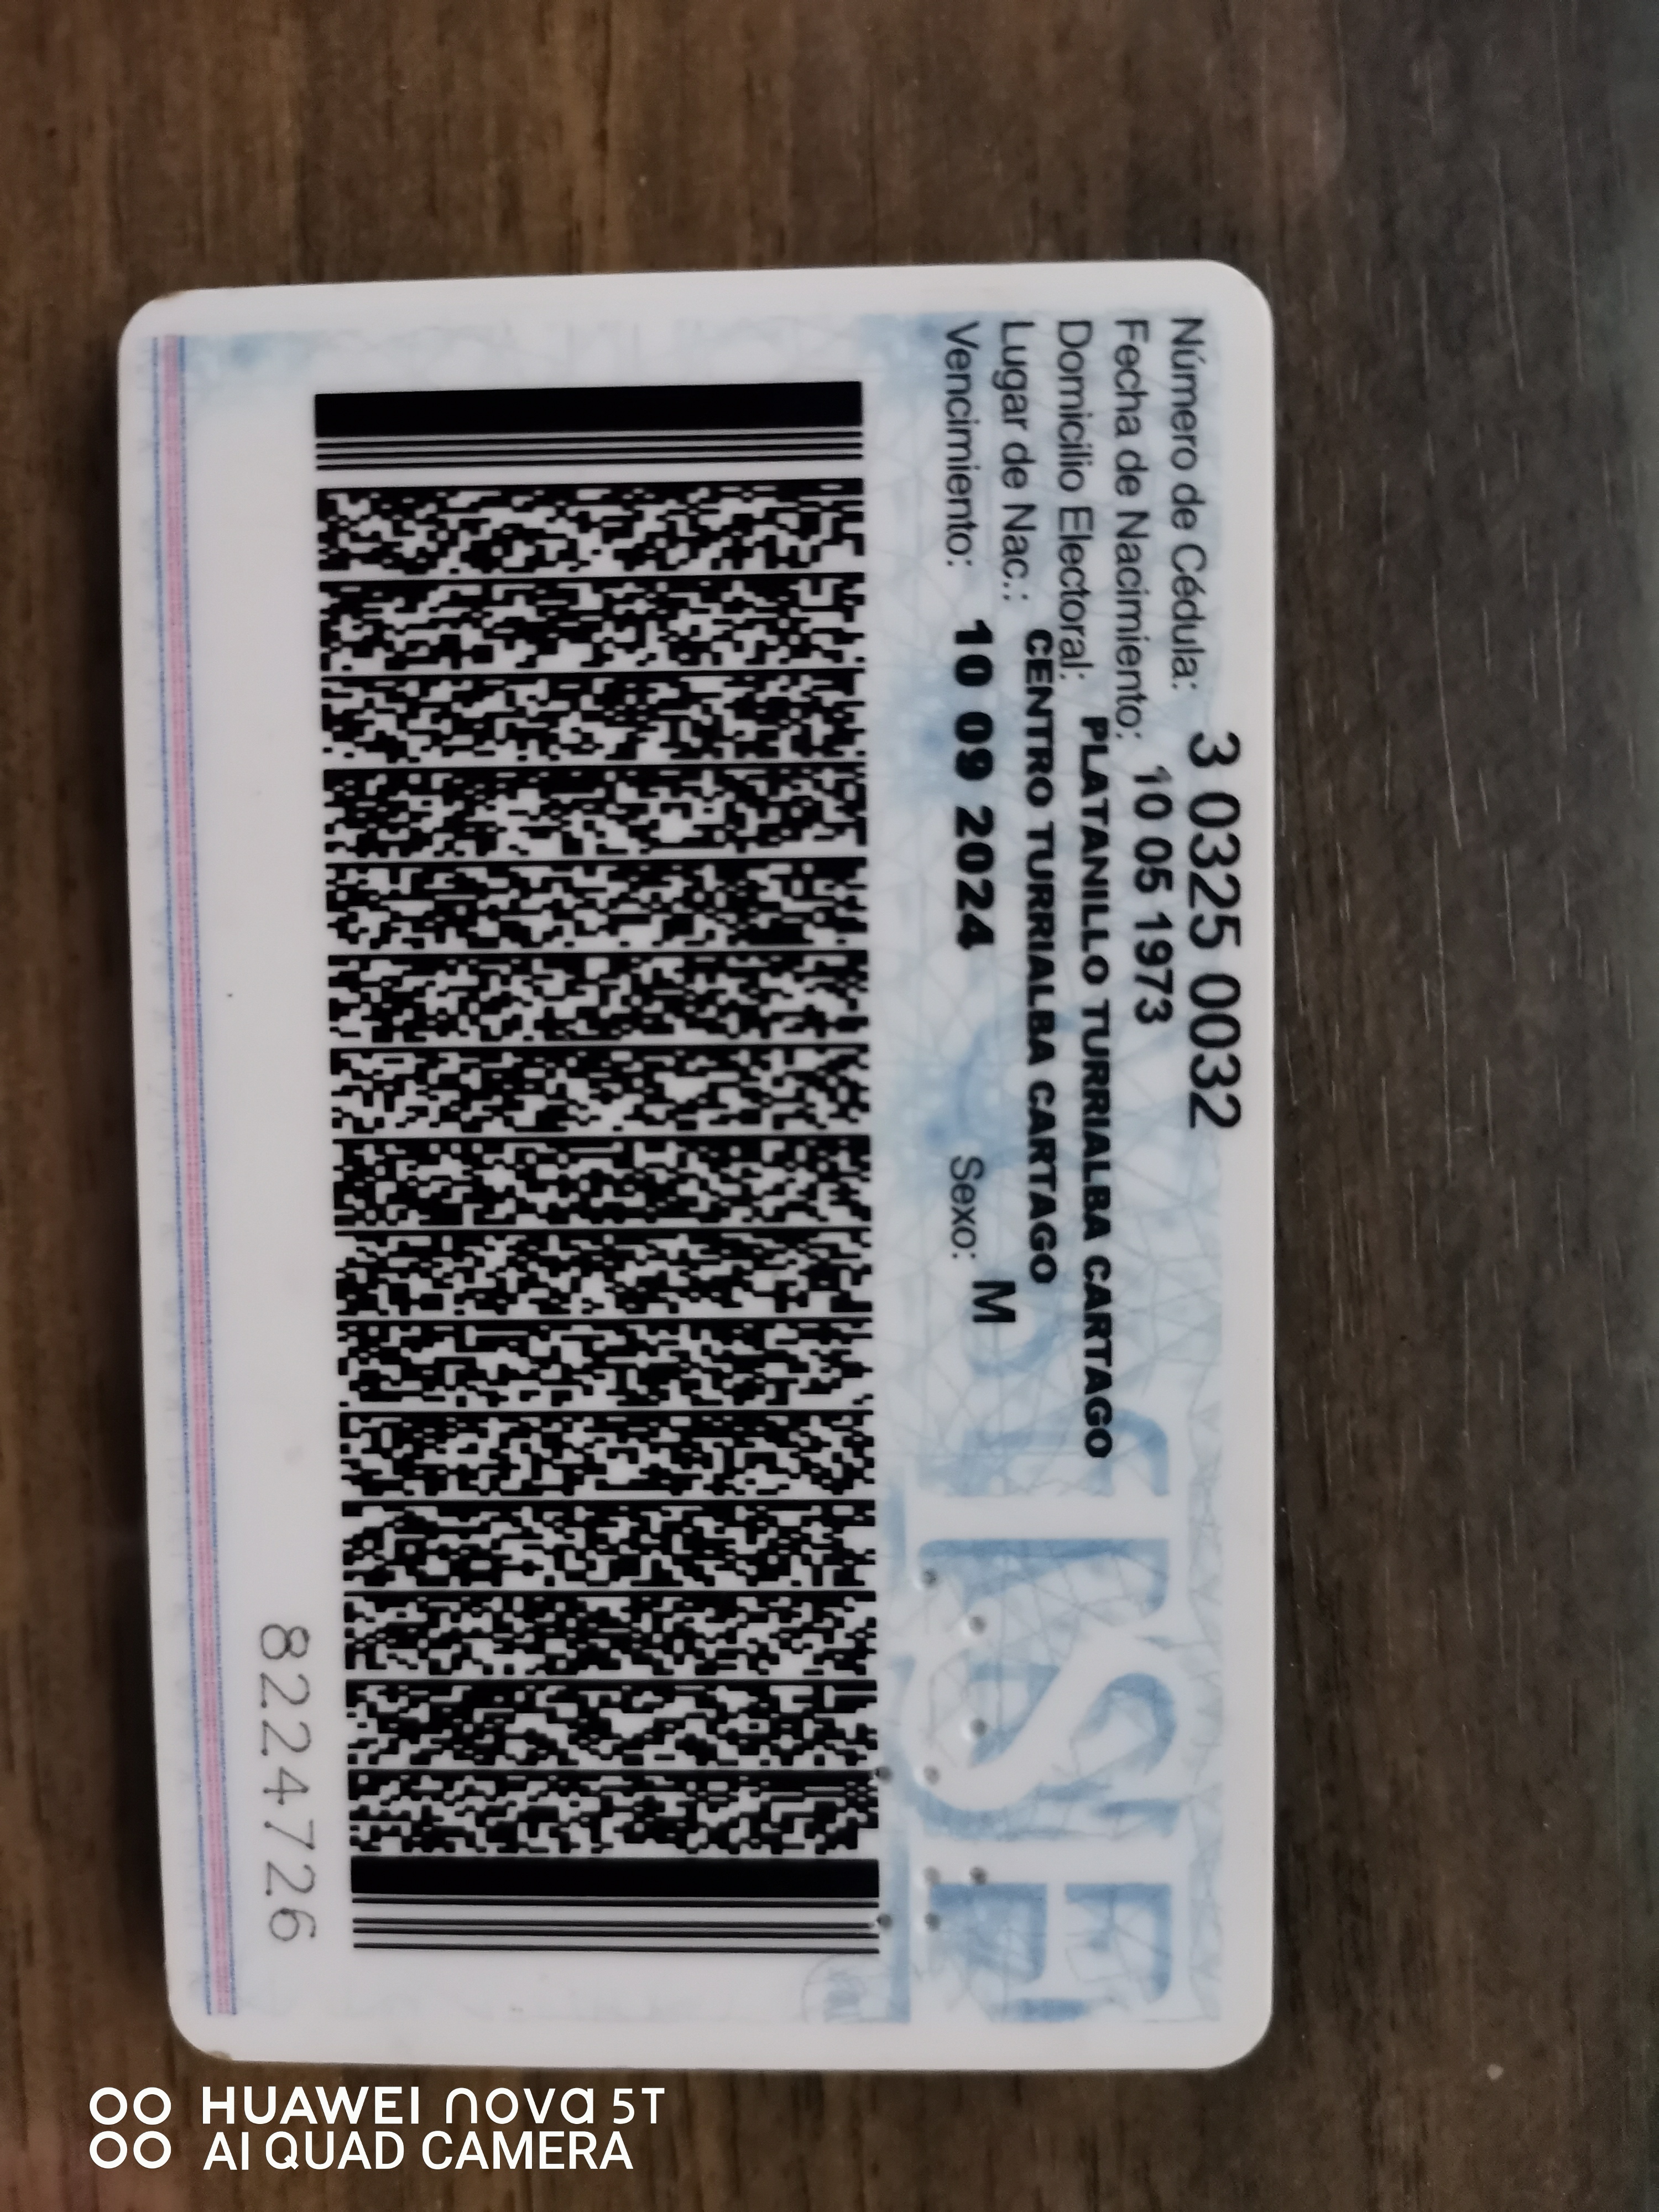 Número de Cédula: 3 0325 0032
Fecha de Nacimiento: 10 05 1973
Domicilio Electoral: PLATANILLO TURRIALBA CARTAGO
Lugar de Nac.: CENTRO TURRIALBA CARTAGO
Vencimiento: 10 09 2024 Sexo: M
TSE
8224726
HUAWEI nova 5T
AI QUAD CAMERA